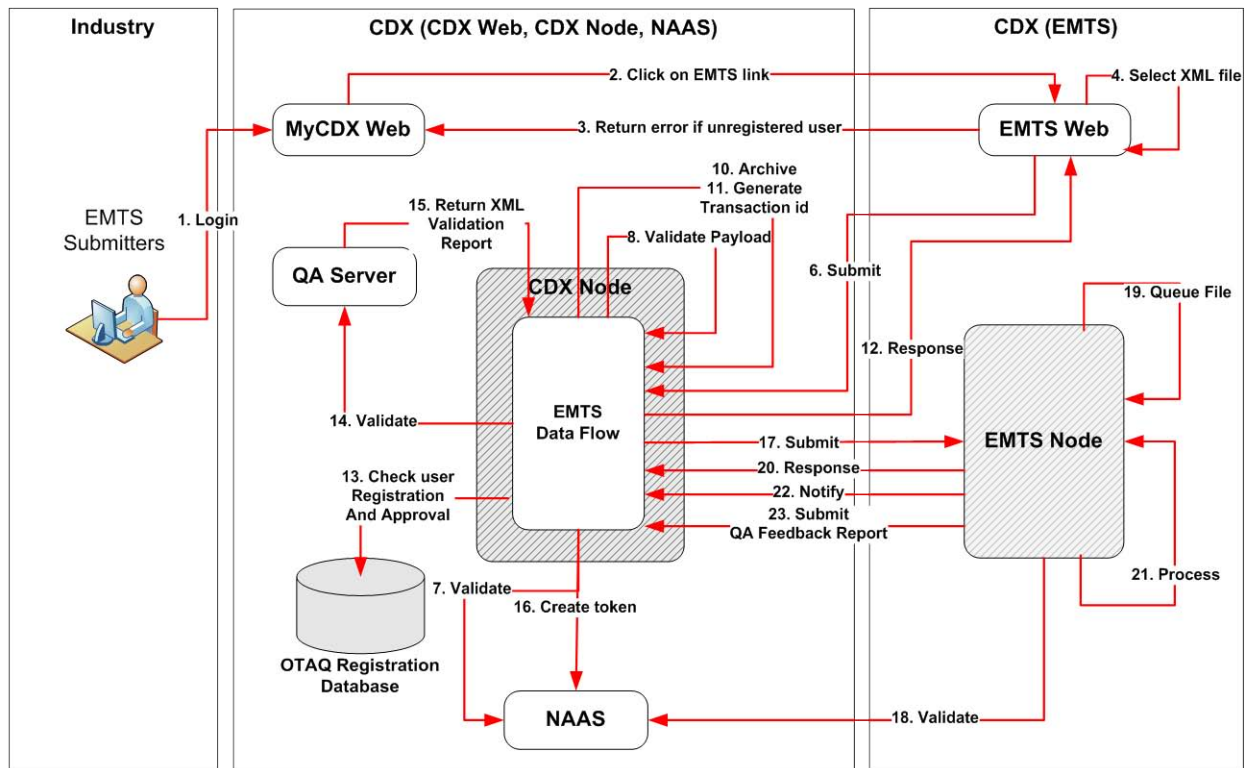 Industry
CDX (CDX Web, CDX Node, NAAS)
CDX (EMTS)
2. Click on EMTS link
4. Select XML file
MyCDX Web
3. Return error if unregistered user
EMTS Web
10. Archive
11. Generate
Transaction id
15. Return XML
Validation
Report
EMTS
Submitters
1. Login
8. Validate Payload
QA Server
6. Submit
CDX Node
19. Queue File
12. Response
EMTS
Data Flow
14. Validate
17. Submit
EMTS Node
20. Response
13. Check user
Registration
And Approval
22. Notify
23. Submit
QA Feedback Report
7. Validate
16. Create token
21. Process
OTAQ Registration
Database
NAAS
18. Validate